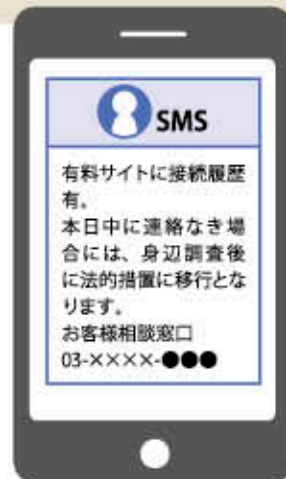 SMS
有料サイトに接続履歴
有。
本日中に連絡なき場
合には、身辺調査後
に法的措置に移行とな
ります。
お客様相談窓口
03-××××-●●●